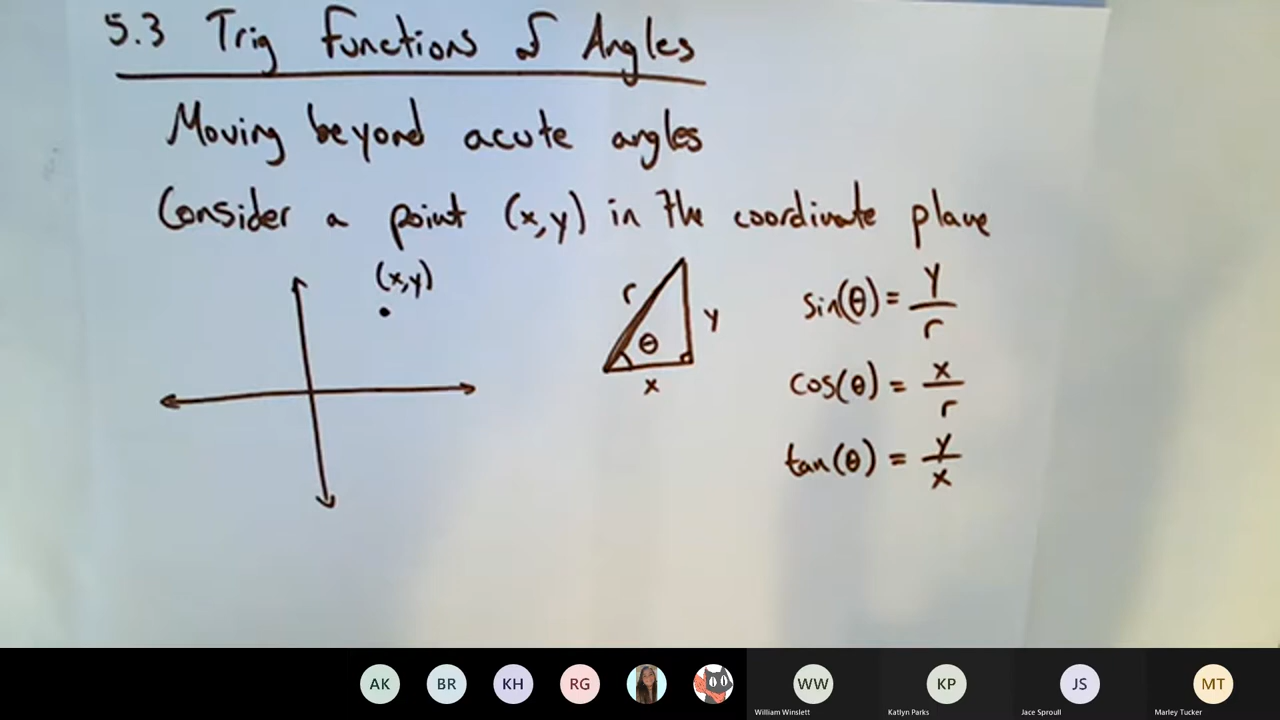 5.3 Trig Functions of Angles
Moving beyond acute angles
Consider a point (x,y) in the coordinate plane
(x,y)
r
θ
y
x
sin(θ) = y/r
cos(θ) = x/r
tan(θ) = y/x
AK
BR
KH
RG
WW
William Winslett
KP
Katlyn Parks
JS
Jace Sproull
MT
Marley Tucker